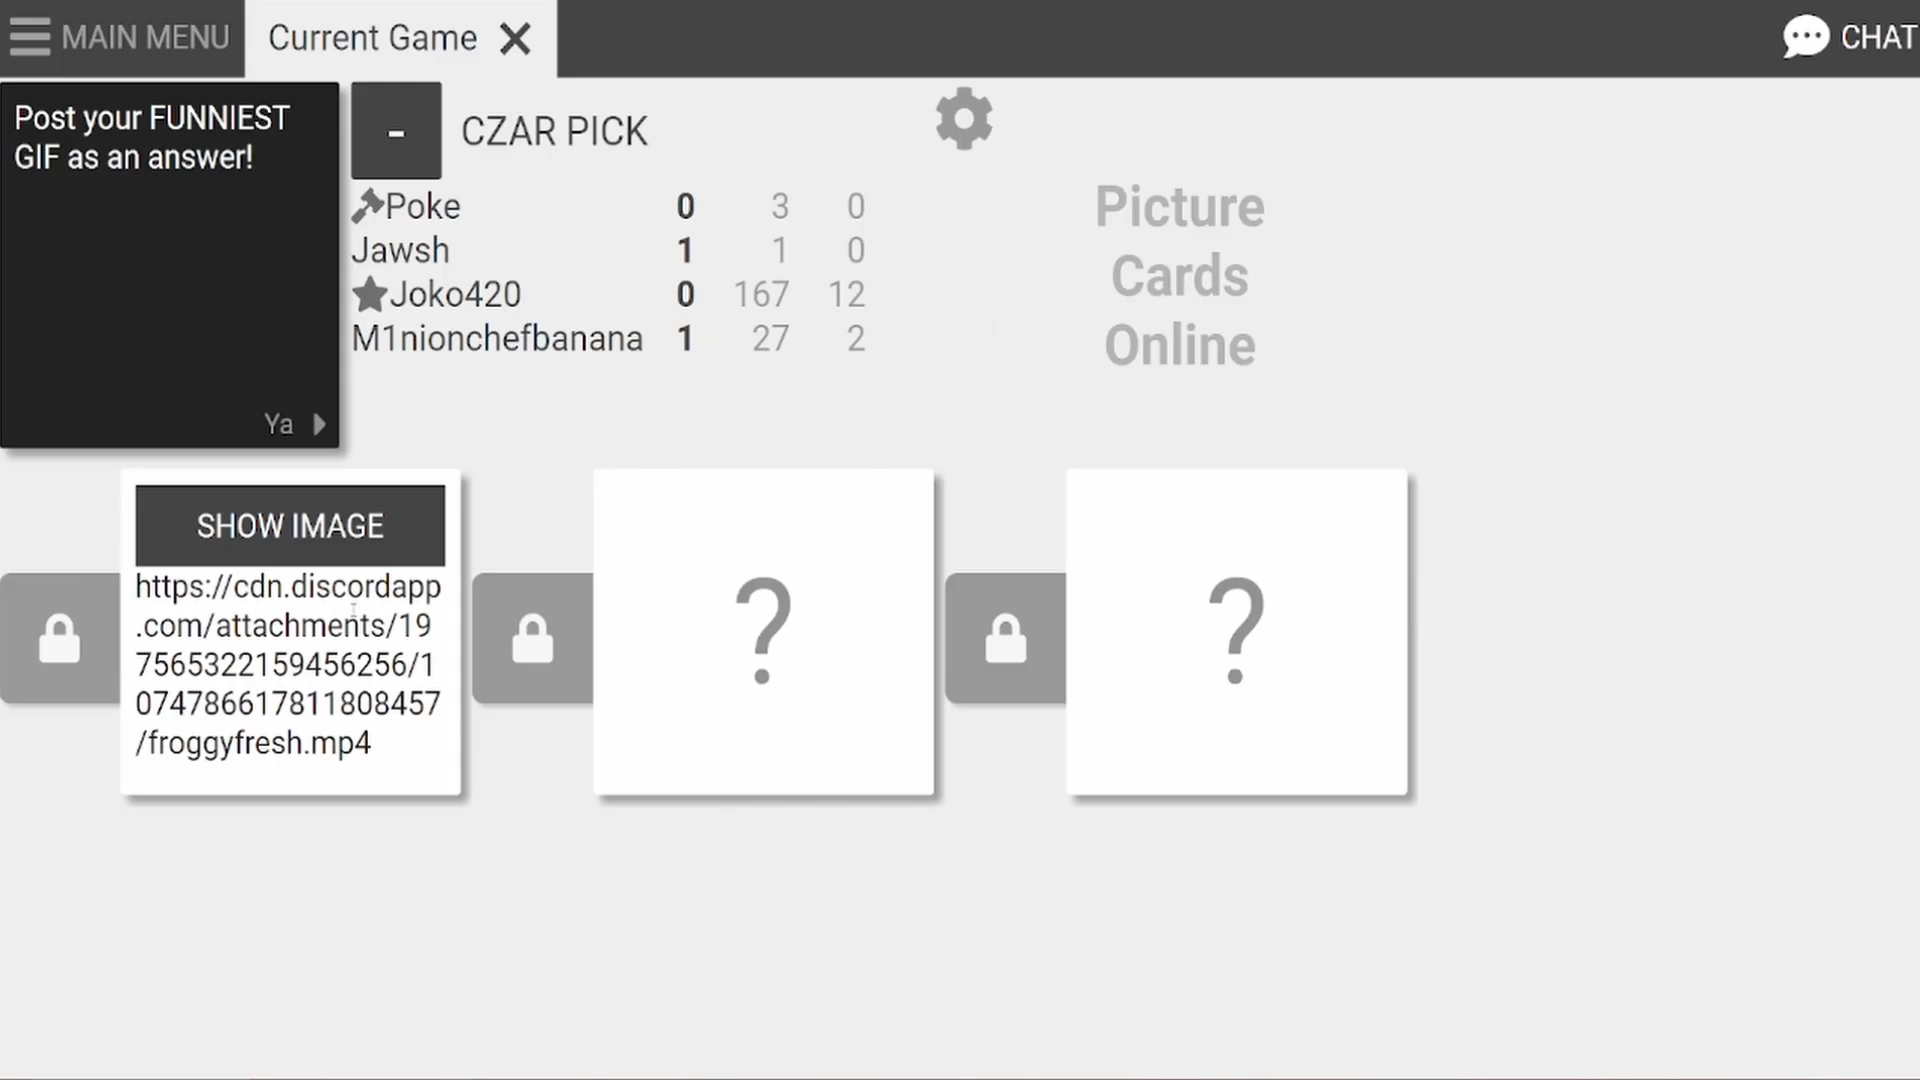 MAIN MENU
Current Game
CHAT
Post your FUNNIEST
GIF as an answer!
Ya
-
CZAR PICK
Poke 0 3 0
Jawsh 1 1 0
Joko420 0 167 12
M1nionchefbanana 1 27 2
Picture
Cards
Online
SHOW IMAGE
https://cdn.discordapp
.com/attachments/19
7565322159456256/1
074786617811808457
/froggyfresh.mp4
?
?